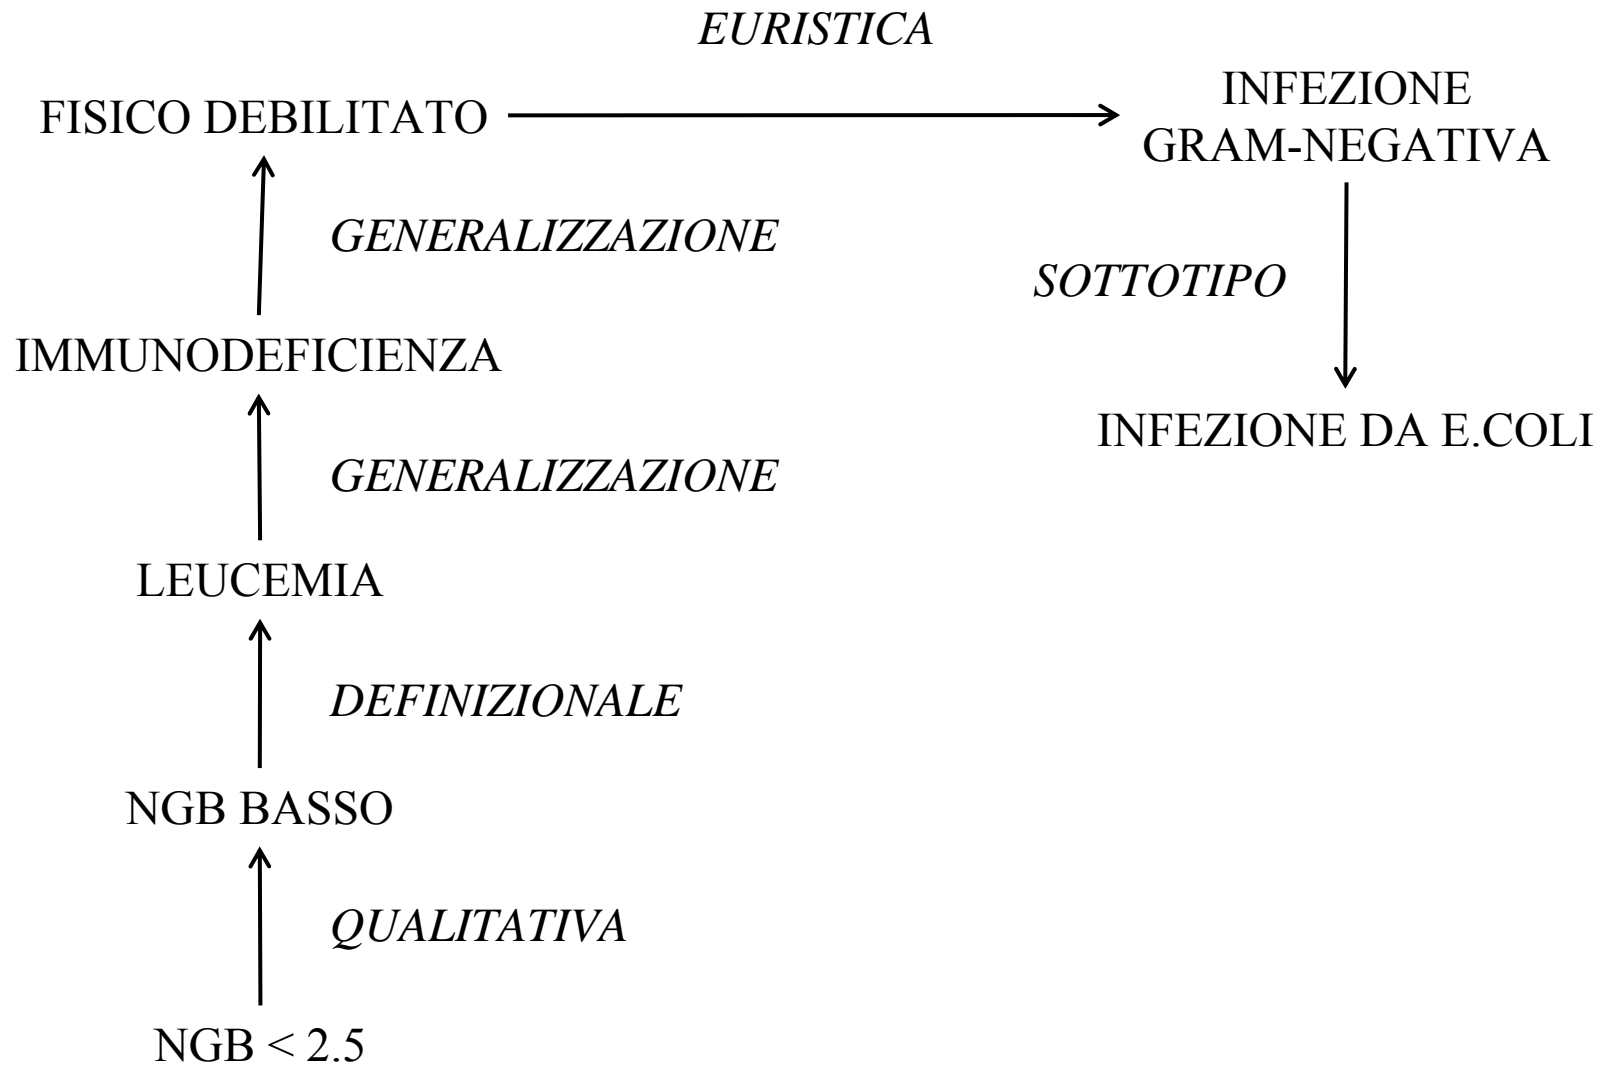 EURISTICA
FISICO DEBILITATO
INFEZIONE
GRAM-NEGATIVA
GENERALIZZAZIONE
SOTTOTIPO
IMMUNODEFICIENZA
INFEZIONE DA E.COLI
GENERALIZZAZIONE
LEUCEMIA
DEFINIZIONALE
NGB BASSO
QUALITATIVA
NGB < 2.5